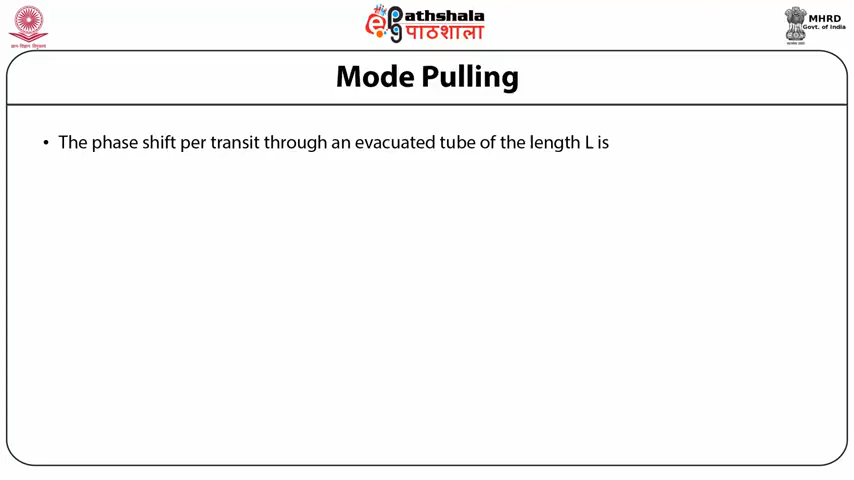 ePathshala
पाठशाला
MHRD
Govt. of India
Mode Pulling
• The phase shift per transit through an evacuated tube of the length L is